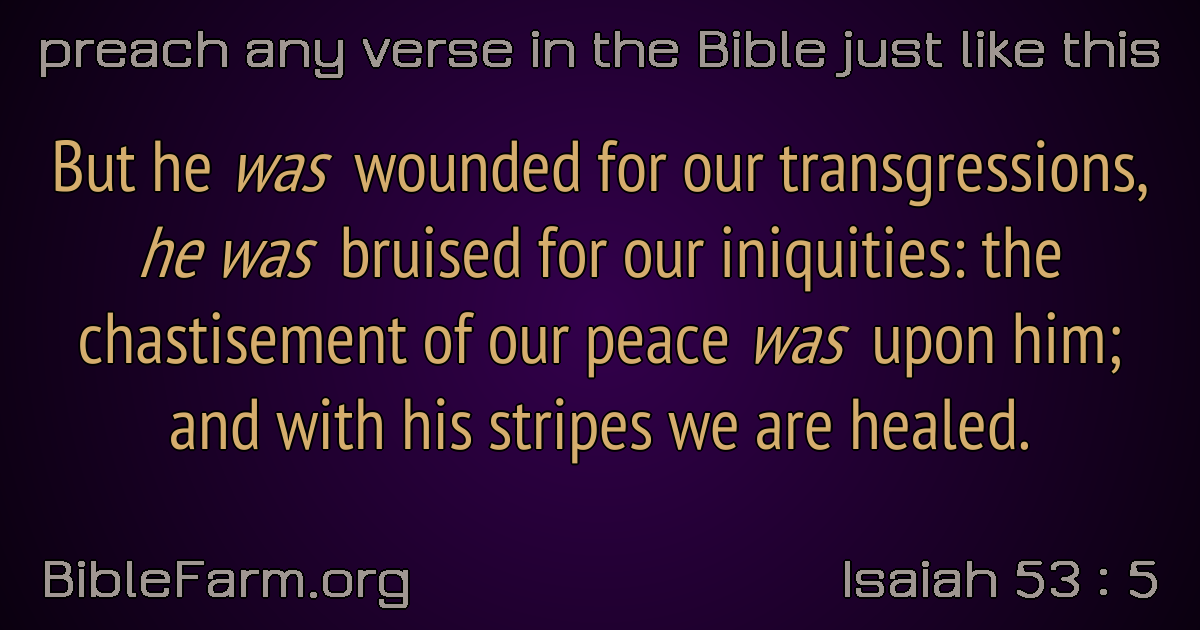 preach any verse in the Bible just like this
But he was wounded for our transgressions,
he was bruised for our iniquities: the
chastisement of our peace was upon him;
and with his stripes we are healed.
BibleFarm.org
Isaiah 53 : 5